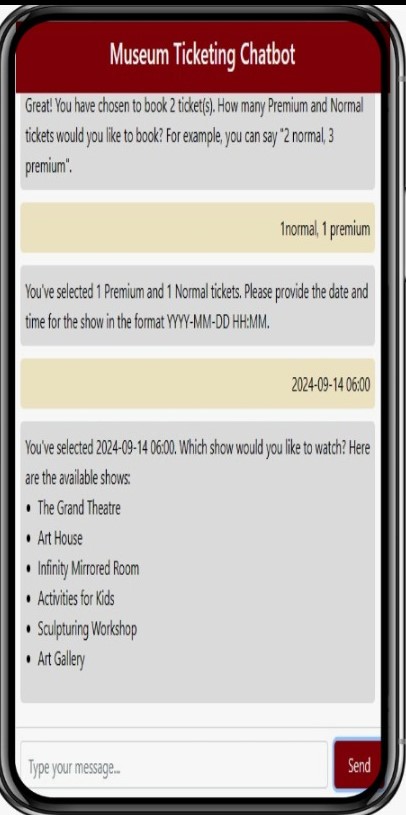 Museum Ticketing Chatbot
Great! You have chosen to book 2 ticket(s). How many Premium and Normal
tickets would you like to book? For example, you can say "2 normal, 3
premium".
1normal, 1 premium
You've selected 1 Premium and 1 Normal tickets. Please provide the date and
time for the show in the format YYYY-MM-DD HH:MM.
2024-09-14 06:00
You've selected 2024-09-14 06:00. Which show would you like to watch? Here
are the available shows:
• The Grand Theatre
• Art House
• Infinity Mirrored Room
• Activities for Kids
• Sculpturing Workshop
• Art Gallery
Type your message...
Send